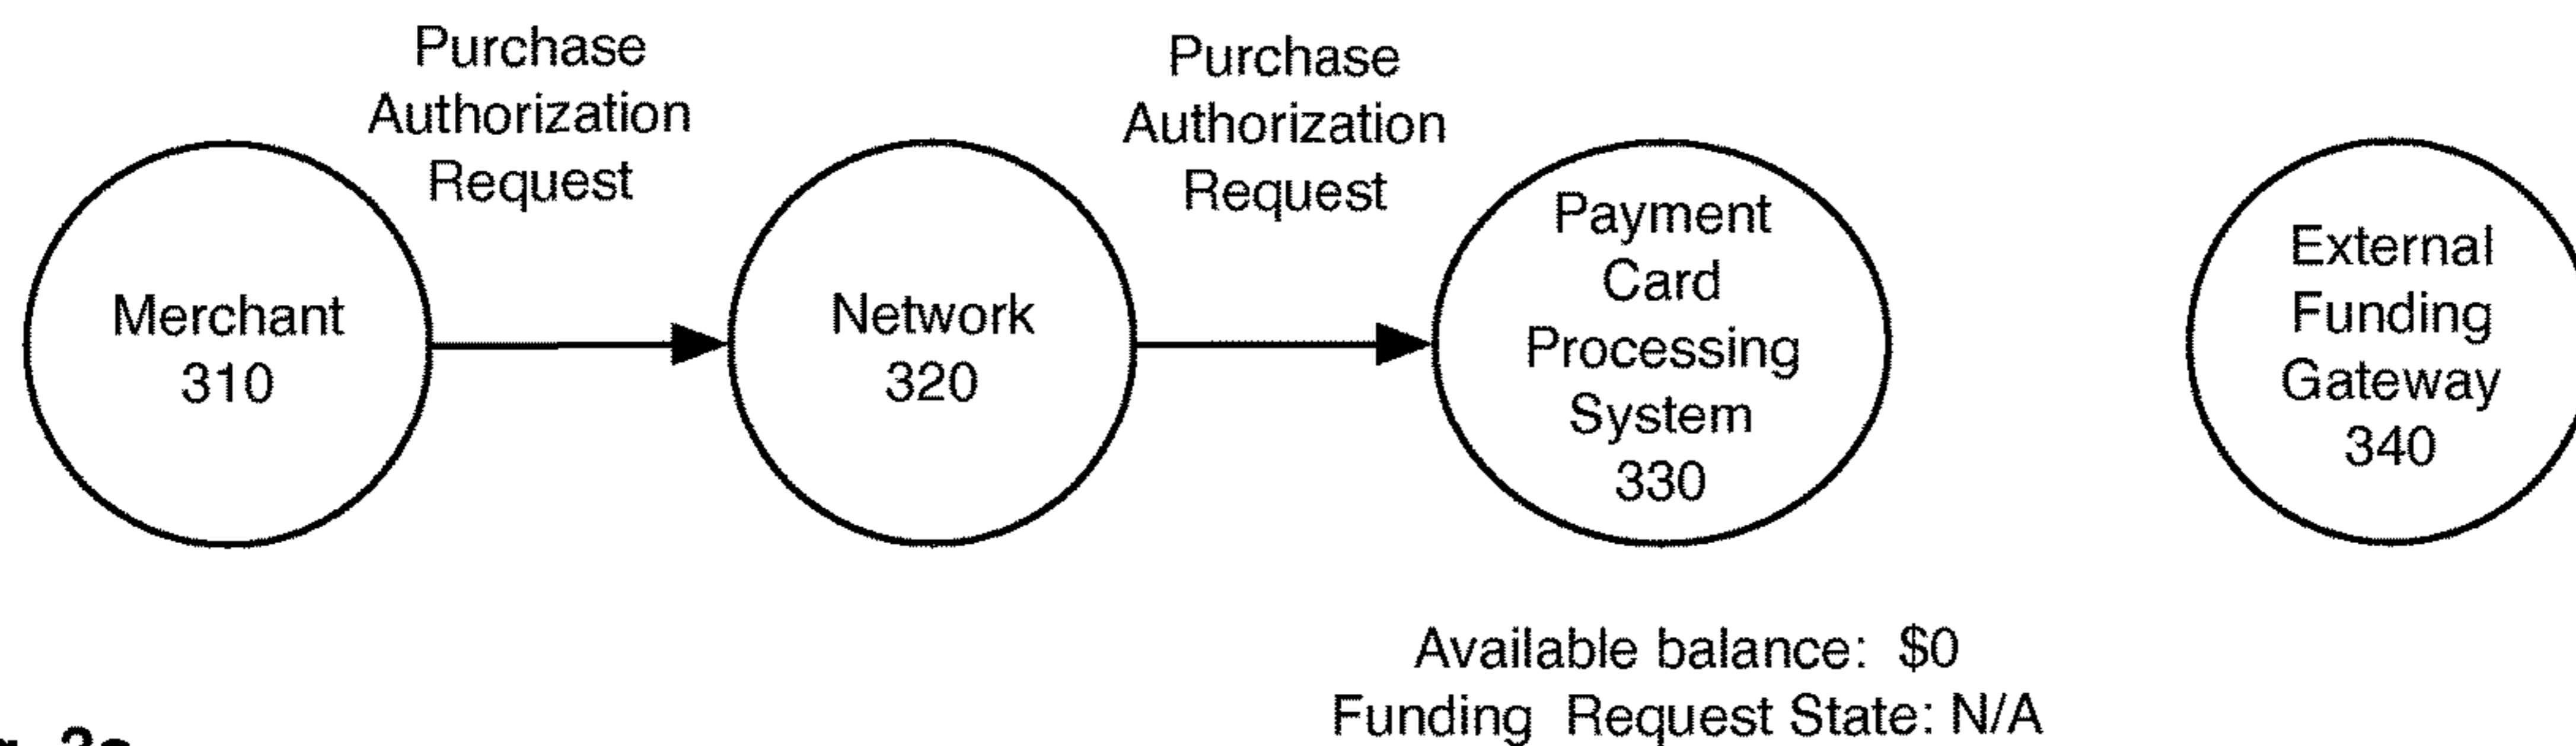 Purchase
Authorization
Request
Purchase
Authorization
Request
Merchant
310
Network
320
Payment
Card
Processing
System
330
External
Funding
Gateway
340
Available balance: $0
Funding Request State: N/A